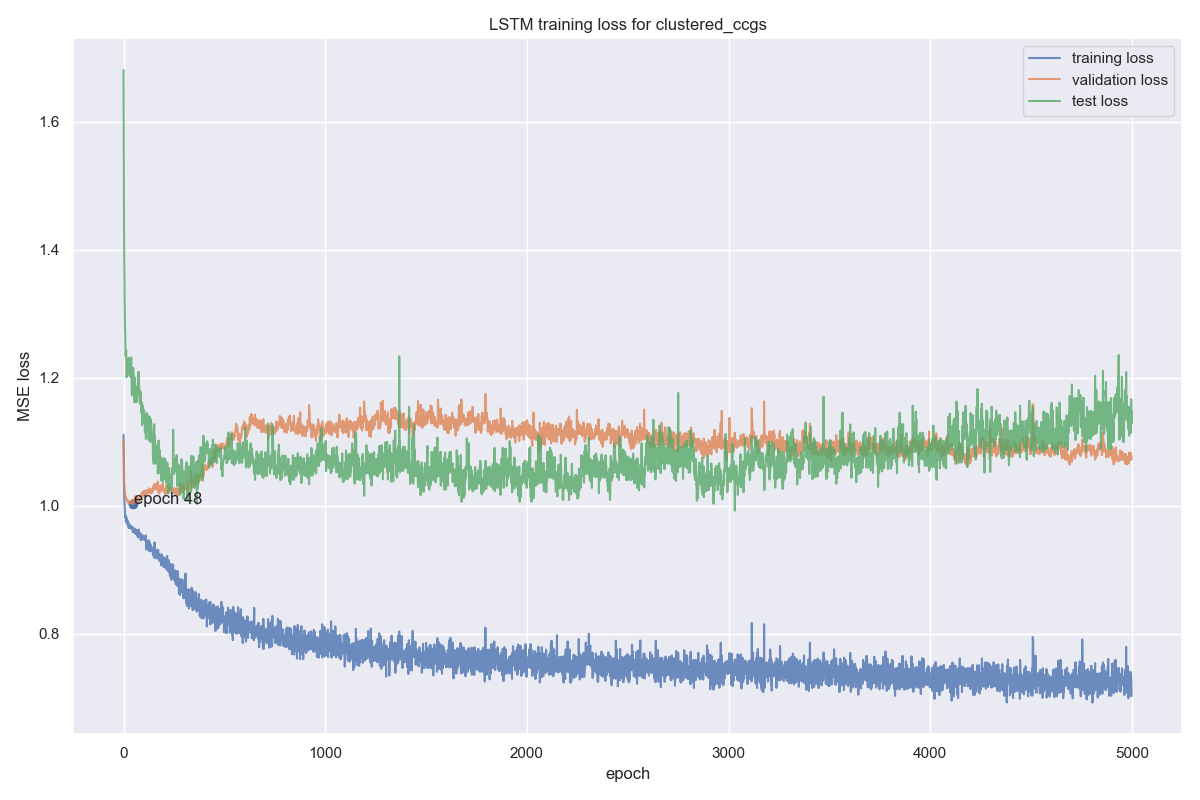 LSTM training loss for clustered_ccgs
training loss
validation loss
test loss
MSE loss
1.6
1.4
1.2
1.0
0.8
epoch 48
0
1000
2000
3000
4000
5000
epoch